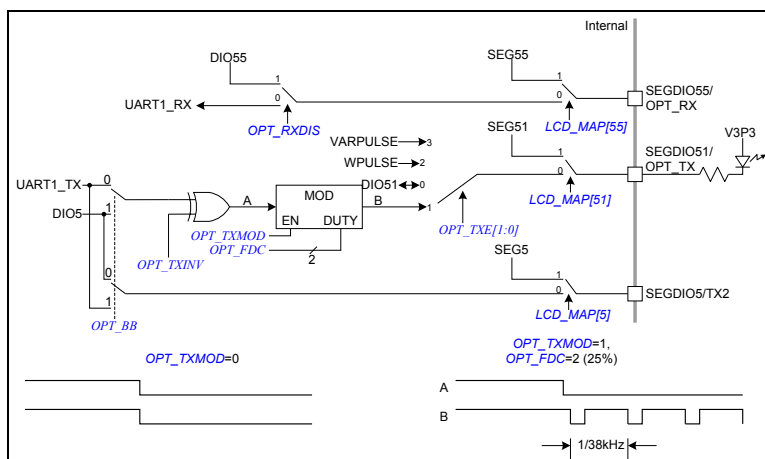 Internal
DIO55
SEG55
1
1
SEGDIO55/
OPT_RX
UART1_RX
0
0
OPT_RXDIS
LCD_MAP[55]
VARPULSE
3
SEG51
SEGDIO51/
OPT_TX
V3P3
WPULSE
2
1
UART1_TX
0
DIO51
0
0
A
MOD
B
1
DIO5
1
EN
DUTY
LCD_MAP[51]
OPT_TXMOD
OPT_FDC
2
OPT_TXE[1:0]
OPT_TXINV
SEG5
0
1
0
SEGDIO5/TX2
1
LCD_MAP[5]
OPT_BB
OPT_TXMOD=0
OPT_TXMOD=1,
OPT_FDC=2 (25%)
A
B
1/38kHz